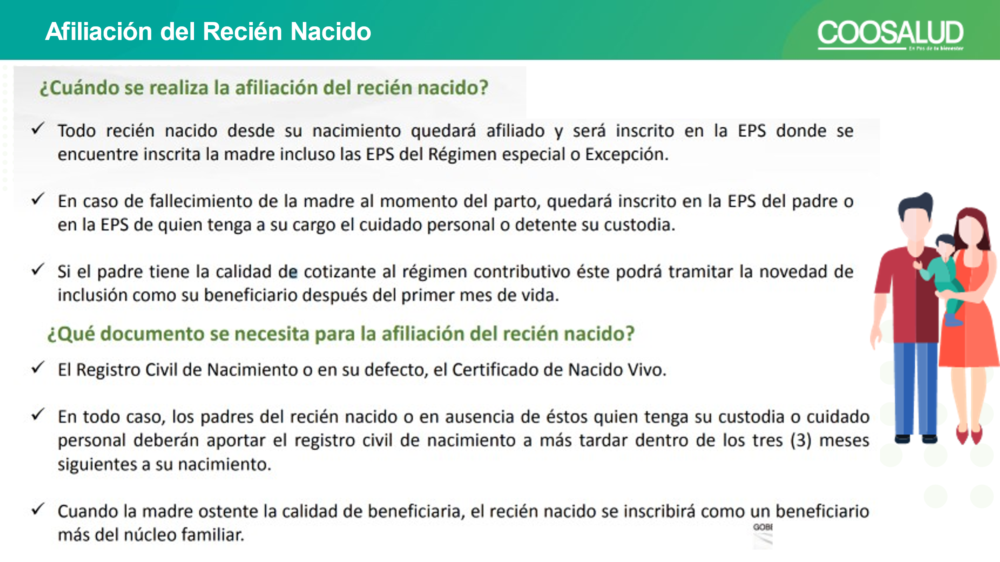 Afiliación del Recién Nacido
COOSALUD
En Pos de tu bienestar
¿Cuándo se realiza la afiliación del recién nacido?
✓ Todo recién nacido desde su nacimiento quedará afiliado y será inscrito en la EPS donde se
encuentre inscrita la madre incluso las EPS del Régimen especial o Excepción.
✓ En caso de fallecimiento de la madre al momento del parto, quedará inscrito en la EPS del padre o
en la EPS de quien tenga a su cargo el cuidado personal o detente su custodia.
✓ Si el padre tiene la calidad de cotizante al régimen contributivo éste podrá tramitar la novedad de
inclusión como su beneficiario después del primer mes de vida.
¿Qué documento se necesita para la afiliación del recién nacido?
✓ El Registro Civil de Nacimiento o en su defecto, el Certificado de Nacido Vivo.
✓ En todo caso, los padres del recién nacido o en ausencia de éstos quien tenga su custodia o cuidado
personal deberán aportar el registro civil de nacimiento a más tardar dentro de los tres (3) meses
siguientes a su nacimiento.
✓ Cuando la madre ostente la calidad de beneficiaria, el recién nacido se inscribirá como un beneficiario
más del núcleo familiar.
GOBE